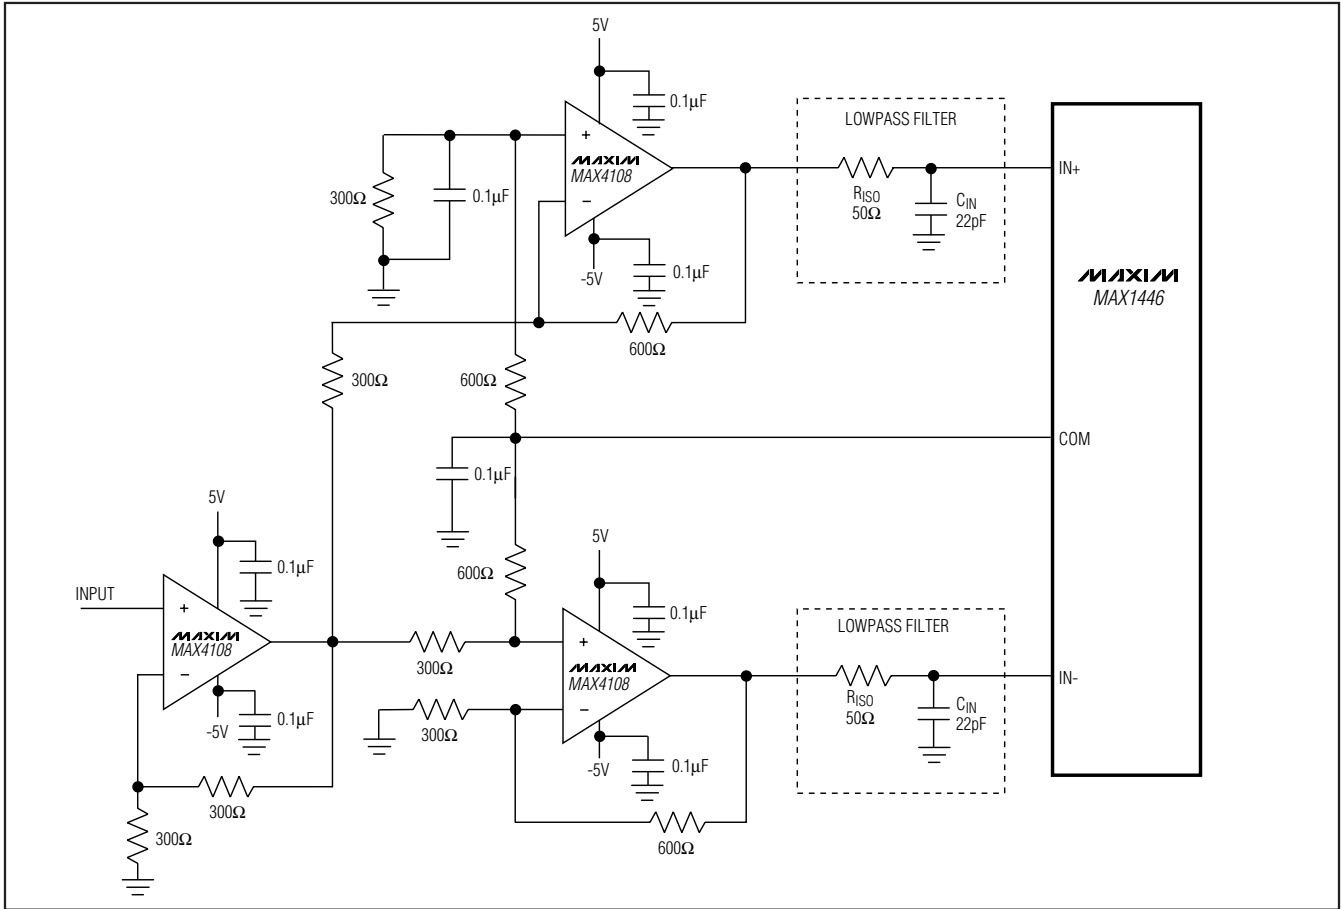 5V
0.1µF
LOWPASS FILTER
+
MAXIM
MAX4108
−
IN+
300Ω
0.1µF
RISO
50Ω
CIN
22pF
-5V
0.1µF
MAXIM
MAX1446
600Ω
300Ω
600Ω
COM
0.1µF
5V
0.1µF
5V
600Ω
0.1µF
INPUT
+
MAXIM
MAX4108
−
LOWPASS FILTER
+
MAXIM
MAX4108
−
300Ω
IN-
RISO
50Ω
CIN
22pF
-5V
0.1µF
300Ω
-5V
0.1µF
300Ω
300Ω
600Ω